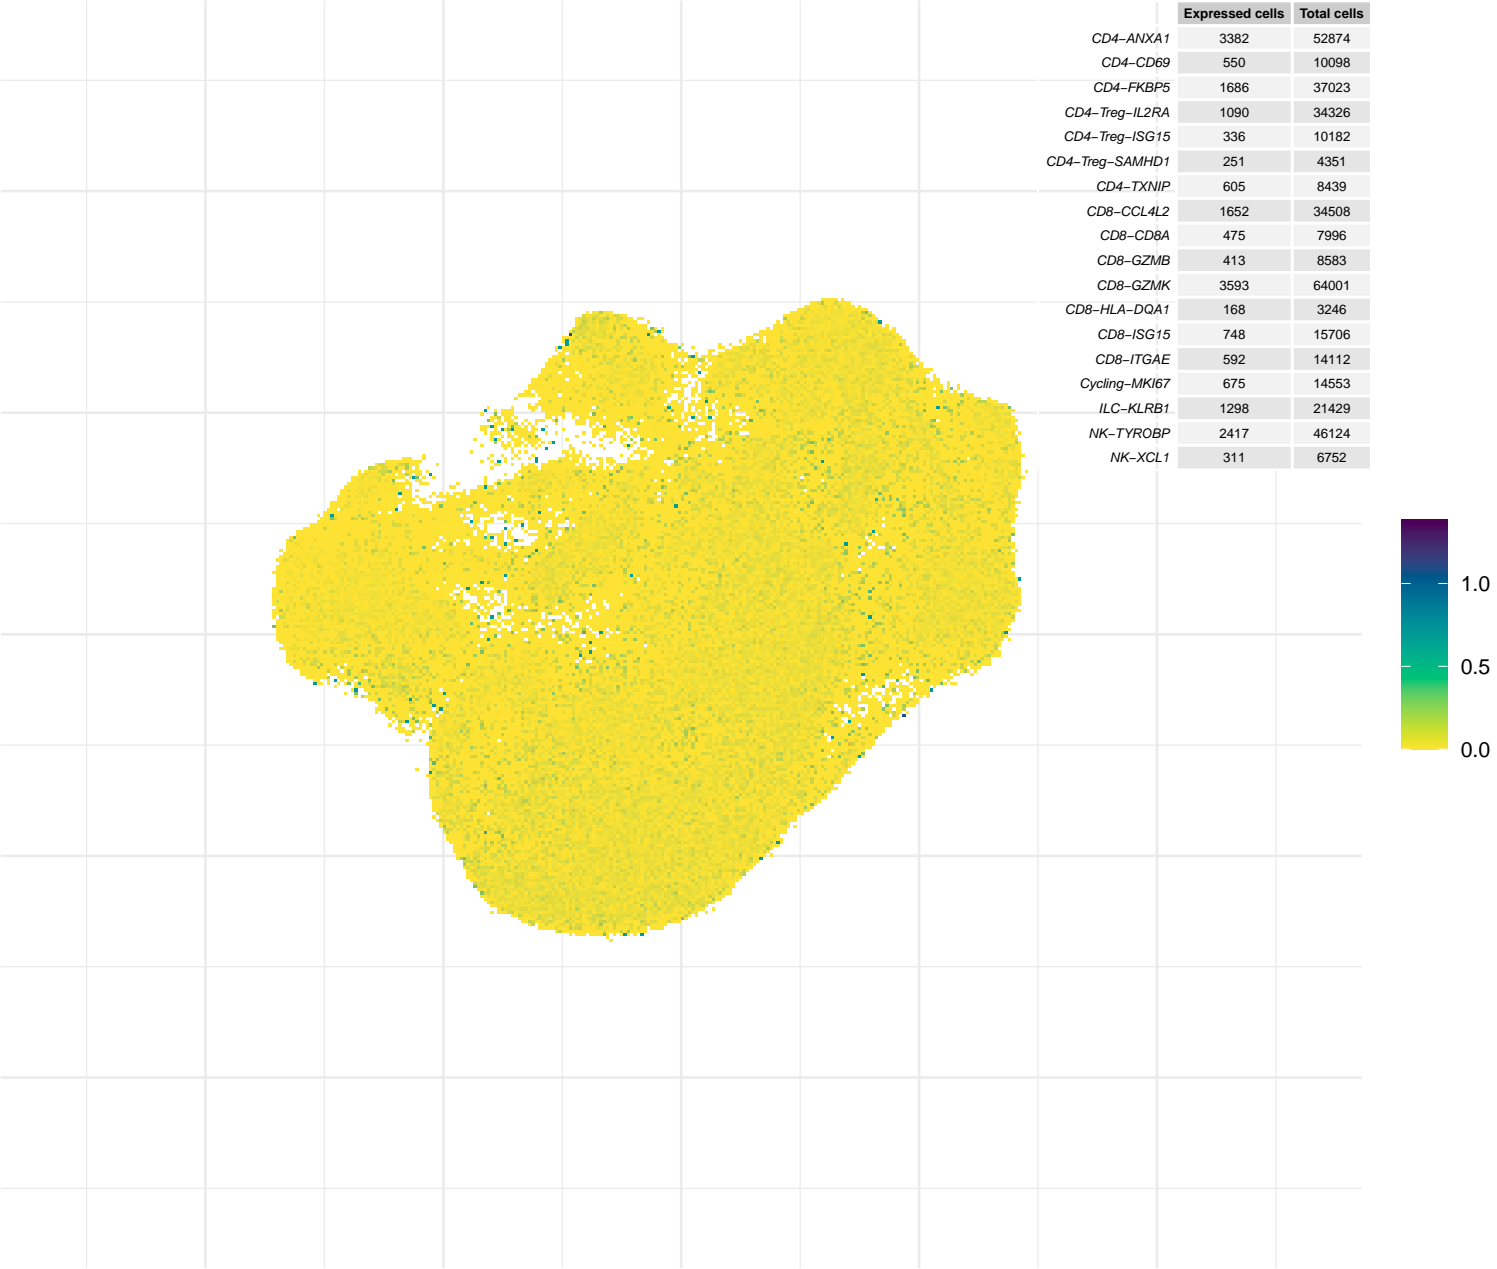 Expressed cells Total cells
CD4−ANXA1 3382 52874
CD4−CD69 550 10098
CD4−FKBP5 1686 37023
CD4−Treg−IL2RA 1090 34326
CD4−Treg−ISG15 336 10182
CD4−Treg−SAMHD1 251 4351
CD4−TXNIP 605 8439
CD8−CCL4L2 1652 34508
CD8−CD8A 475 7996
CD8−GZMB 413 8583
CD8−GZMK 3593 64001
CD8−HLA−DQA1 168 3246
CD8−ISG15 748 15706
CD8−ITGAE 592 14112
Cycling−MKI67 675 14553
ILC−KLRB1 1298 21429
NK−TYROBP 2417 46124
NK−XCL1 311 6752
1.0
0.5
0.0